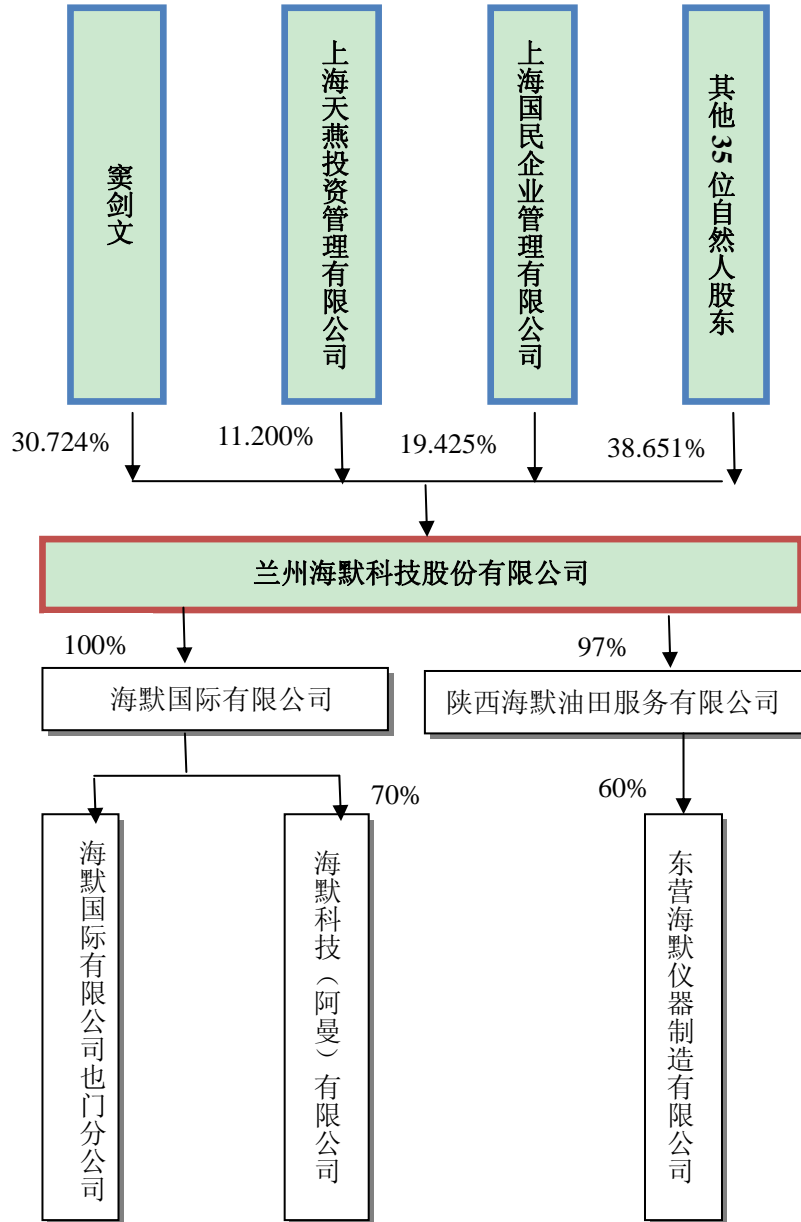 窦剑文
上海天燕投资管理有限公司
上海国民企业管理有限公司
其他 35 位自然人股东
30.724%
11.200%
19.425%
38.651%
兰州海默科技股份有限公司
100%
97%
海默国际有限公司
陕西海默油田服务有限公司
70%
60%
海默国际有限公司也门分公司
海默科技（阿曼）有限公司
东营海默仪器制造有限公司